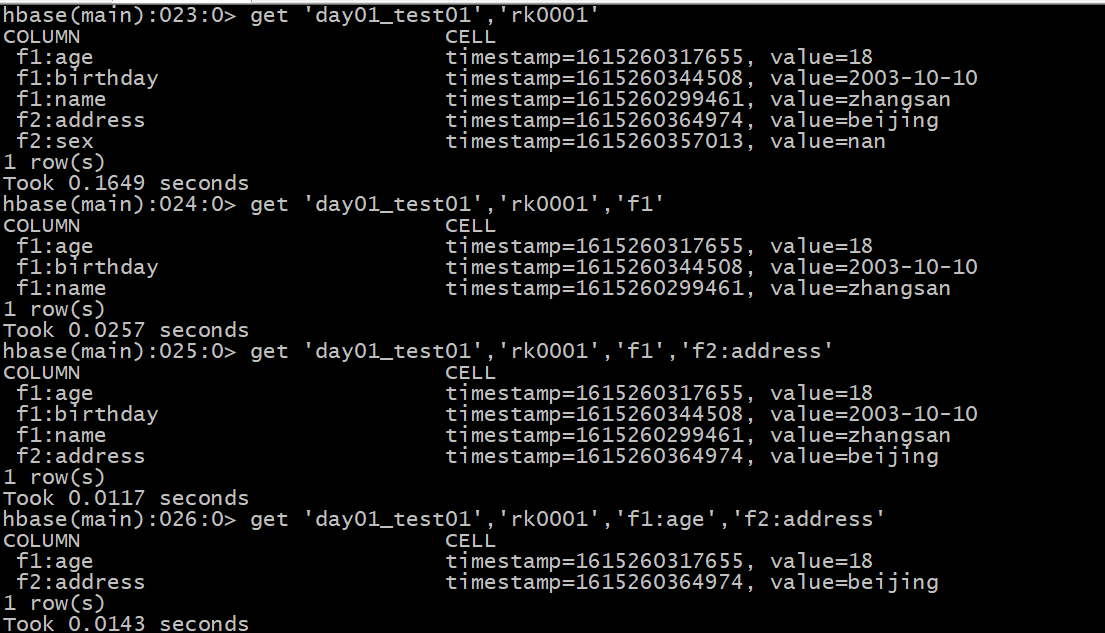 hbase(main):023:0> get 'day01_test01','rk0001'
COLUMN CELL
f1:age timestamp=1615260317655, value=18
f1:birthday timestamp=1615260344508, value=2003-10-10
f1:name timestamp=1615260299461, value=zhangsan
f2:address timestamp=1615260364974, value=beijing
f2:sex timestamp=1615260357013, value=nan
1 row(s)
Took 0.1649 seconds
hbase(main):024:0> get 'day01_test01','rk0001','f1'
COLUMN CELL
f1:age timestamp=1615260317655, value=18
f1:birthday timestamp=1615260344508, value=2003-10-10
f1:name timestamp=1615260299461, value=zhangsan
1 row(s)
Took 0.0257 seconds
hbase(main):025:0> get 'day01_test01','rk0001','f1','f2:address'
COLUMN CELL
f1:age timestamp=1615260317655, value=18
f1:birthday timestamp=1615260344508, value=2003-10-10
f1:name timestamp=1615260299461, value=zhangsan
f2:address timestamp=1615260364974, value=beijing
1 row(s)
Took 0.0117 seconds
hbase(main):026:0> get 'day01_test01','rk0001','f1:age','f2:address'
COLUMN CELL
f1:age timestamp=1615260317655, value=18
f2:address timestamp=1615260364974, value=beijing
1 row(s)
Took 0.0143 seconds